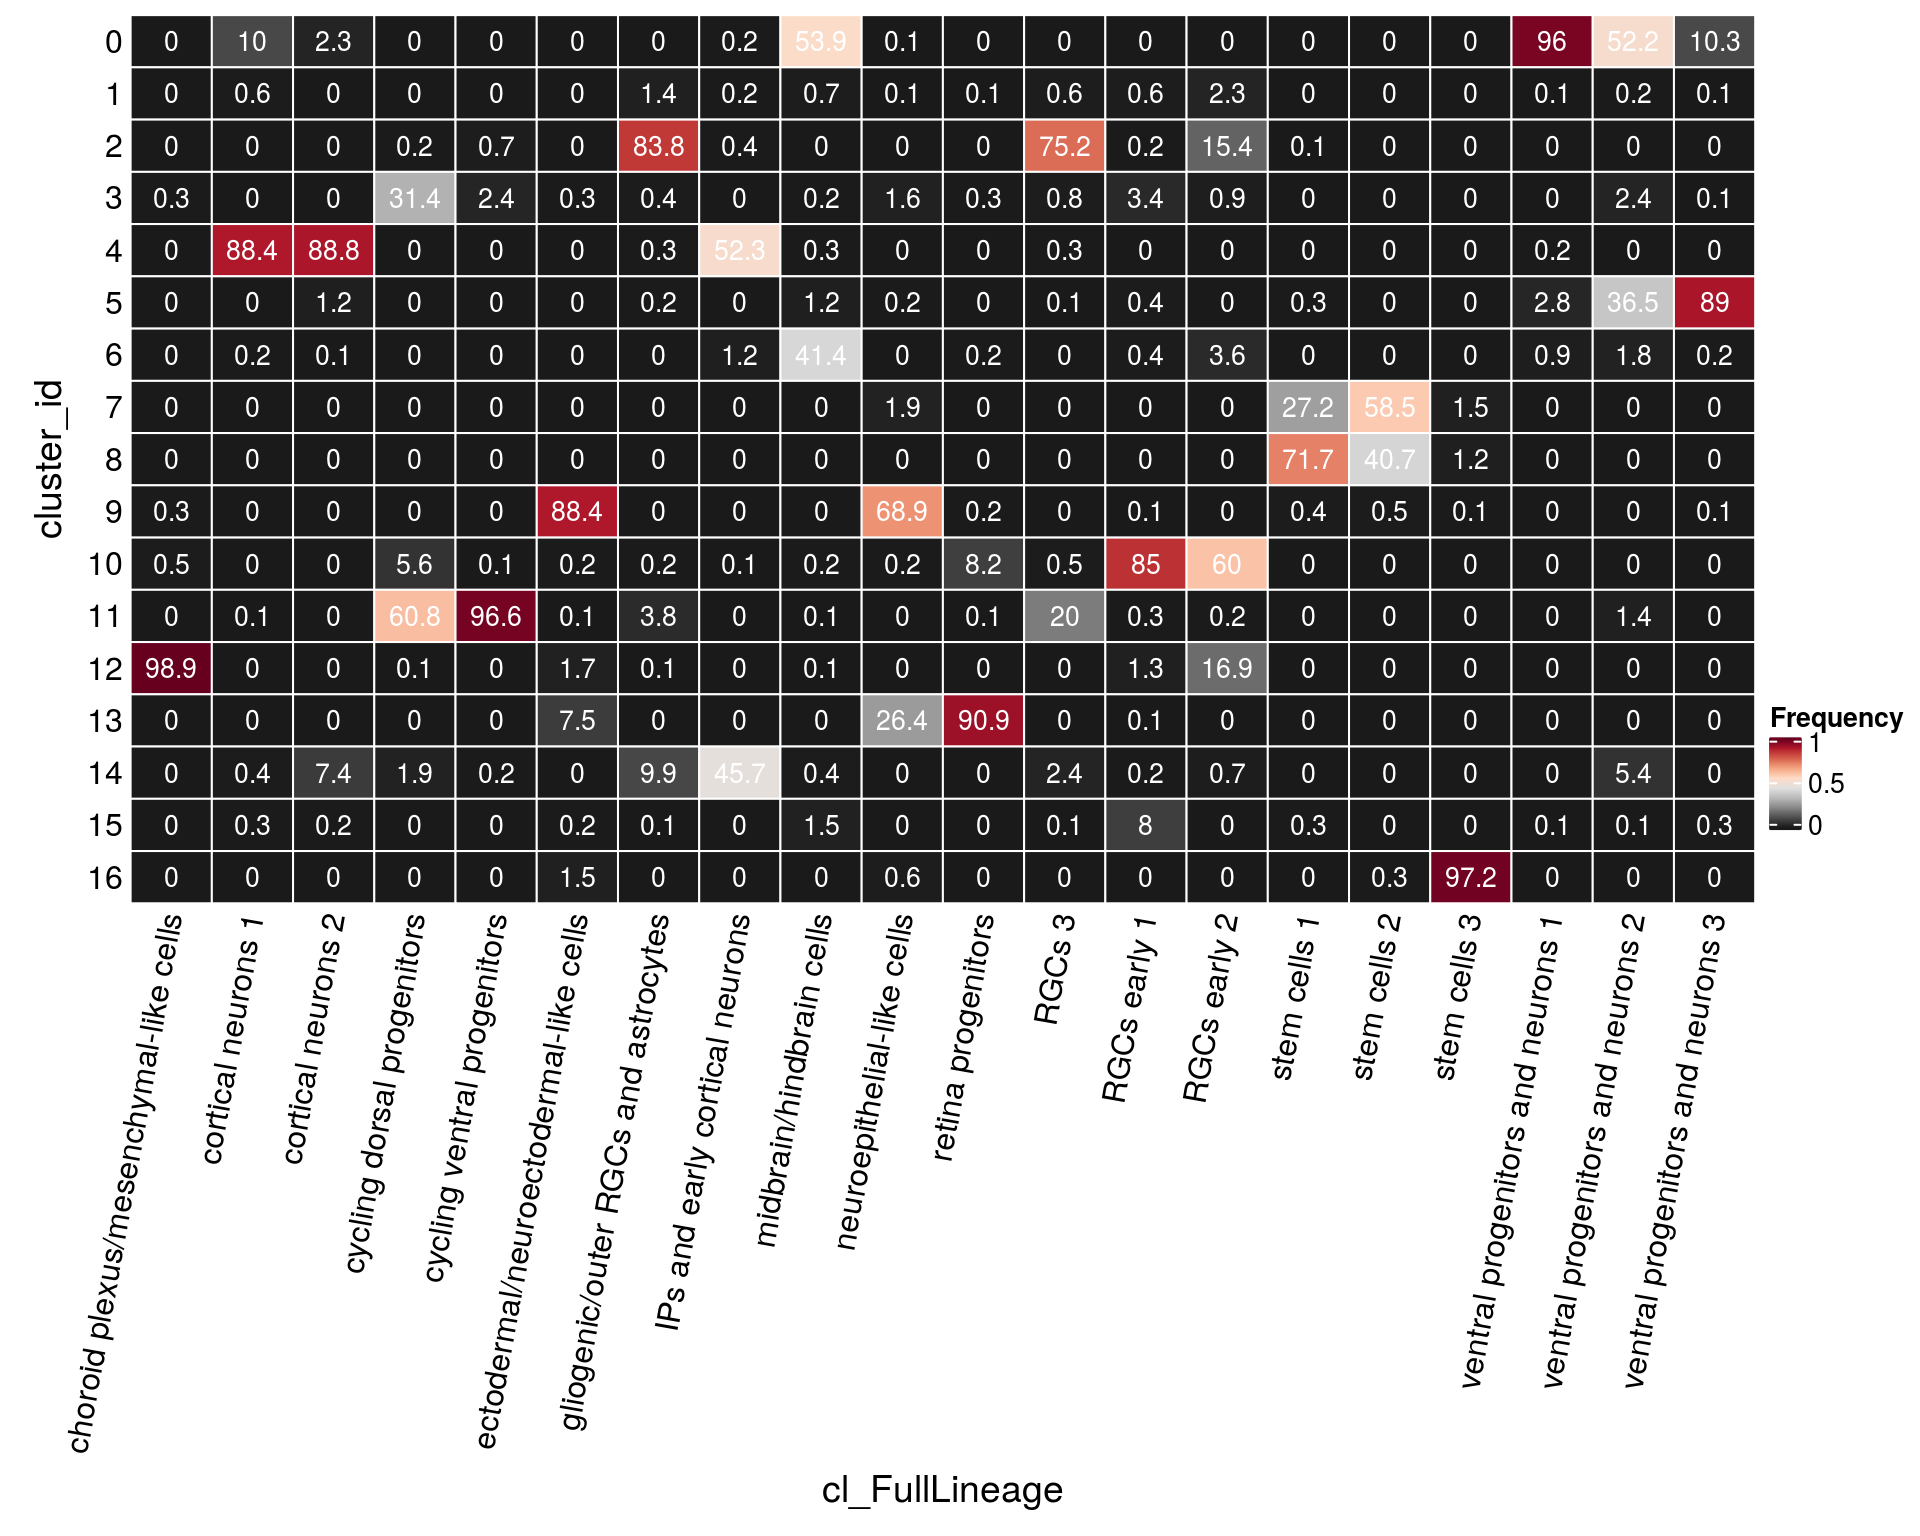 0 0 10 2.3 0 0 0 0 0.2 53.9 0.1 0 0 0 0 0 0 0 96 52.2 10.3
1 0 0.6 0 0 0 0 1.4 0.2 0.7 0.1 0.1 0.6 0.6 2.3 0 0 0 0.1 0.2 0.1
2 0 0 0 0.2 0.7 0 83.8 0.4 0 0 0 75.2 0.2 15.4 0.1 0 0 0 0 0
3 0.3 0 0 31.4 2.4 0.3 0.4 0 0.2 1.6 0.3 0.8 3.4 0.9 0 0 0 0 2.4 0.1
4 0 88.4 88.8 0 0 0 0.3 52.3 0.3 0 0 0.3 0 0 0 0 0 0.2 0 0
5 0 0 1.2 0 0 0 0.2 0 1.2 0.2 0 0.1 0.4 0 0.3 0 0 2.8 36.5 89
6 0 0.2 0.1 0 0 0 0 1.2 41.4 0 0.2 0 0.4 3.6 0 0 0 0.9 1.8 0.2
7 0 0 0 0 0 0 0 0 0 1.9 0 0 0 0 27.2 58.5 1.5 0 0 0
8 0 0 0 0 0 0 0 0 0 0 0 0 0 0 71.7 40.7 1.2 0 0 0
9 0.3 0 0 0 0 88.4 0 0 0 68.9 0.2 0 0.1 0 0.4 0.5 0.1 0 0 0.1
10 0.5 0 0 5.6 0.1 0.2 0.2 0.1 0.2 0.2 8.2 0.5 85 60 0 0 0 0 0 0
11 0 0.1 0 60.8 96.6 0.1 3.8 0 0.1 0 0.1 20 0.3 0.2 0 0 0 0 1.4 0
12 98.9 0 0 0.1 0 1.7 0.1 0 0.1 0 0 0 1.3 16.9 0 0 0 0 0 0
13 0 0 0 0 0 7.5 0 0 0 26.4 90.9 0 0.1 0 0 0 0 0 0 0
14 0 0.4 7.4 1.9 0.2 0 9.9 45.7 0.4 0 0 2.4 0.2 0.7 0 0 0 0 5.4 0
15 0 0.3 0.2 0 0 0.2 0.1 0 1.5 0 0 0.1 8 0 0.3 0 0 0.1 0.1 0.3
16 0 0 0 0 0 1.5 0 0 0 0.6 0 0 0 0 0 0.3 97.2 0 0 0
cluster_id
choroid plexus/mesenchymal-like cells
cortical neurons 1
cortical neurons 2
cycling dorsal progenitors
cycling ventral progenitors
ectodermal/neuroectodermal-like cells
gliogenic/outer RGCs and astrocytes
IPs and early cortical neurons
midbrain/hindbrain cells
neuroepithelial-like cells
retina progenitors
RGCs 3
RGCs early 1
RGCs early 2
stem cells 1
stem cells 2
stem cells 3
ventral progenitors and neurons 1
ventral progenitors and neurons 2
ventral progenitors and neurons 3
cl_FullLineage
Frequency
1
0.5
0